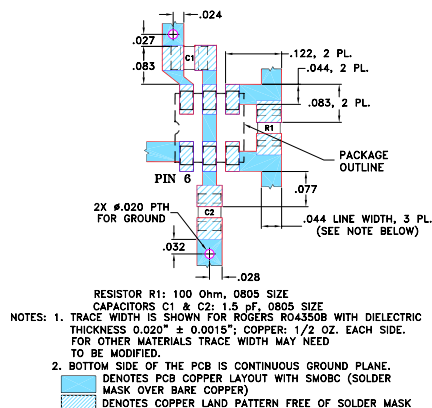 .024
.027
C1
.122, 2 PL.
.044, 2 PL.
.083
.083, 2 PL.
R1
PACKAGE
OUTLINE
PIN 6
.077
2X ø.020 PTH
FOR GROUND
C2
.044 LINE WIDTH, 3 PL.
(SEE NOTE BELOW)
.032
.028
RESISTOR R1: 100 Ohm, 0805 SIZE
CAPACITORS C1 & C2: 1.5 pF, 0805 SIZE
NOTES: 1. TRACE WIDTH IS SHOWN FOR ROGERS RO4350B WITH DIELECTRIC
THICKNESS 0.020" ± 0.0015"; COPPER: 1/2 OZ. EACH SIDE.
FOR OTHER MATERIALS TRACE WIDTH MAY NEED
TO BE MODIFIED.
2. BOTTOM SIDE OF THE PCB IS CONTINUOUS GROUND PLANE.
DENOTES PCB COPPER LAYOUT WITH SMOBC (SOLDER
MASK OVER BARE COPPER)
DENOTES COPPER LAND PATTERN FREE OF SOLDER MASK